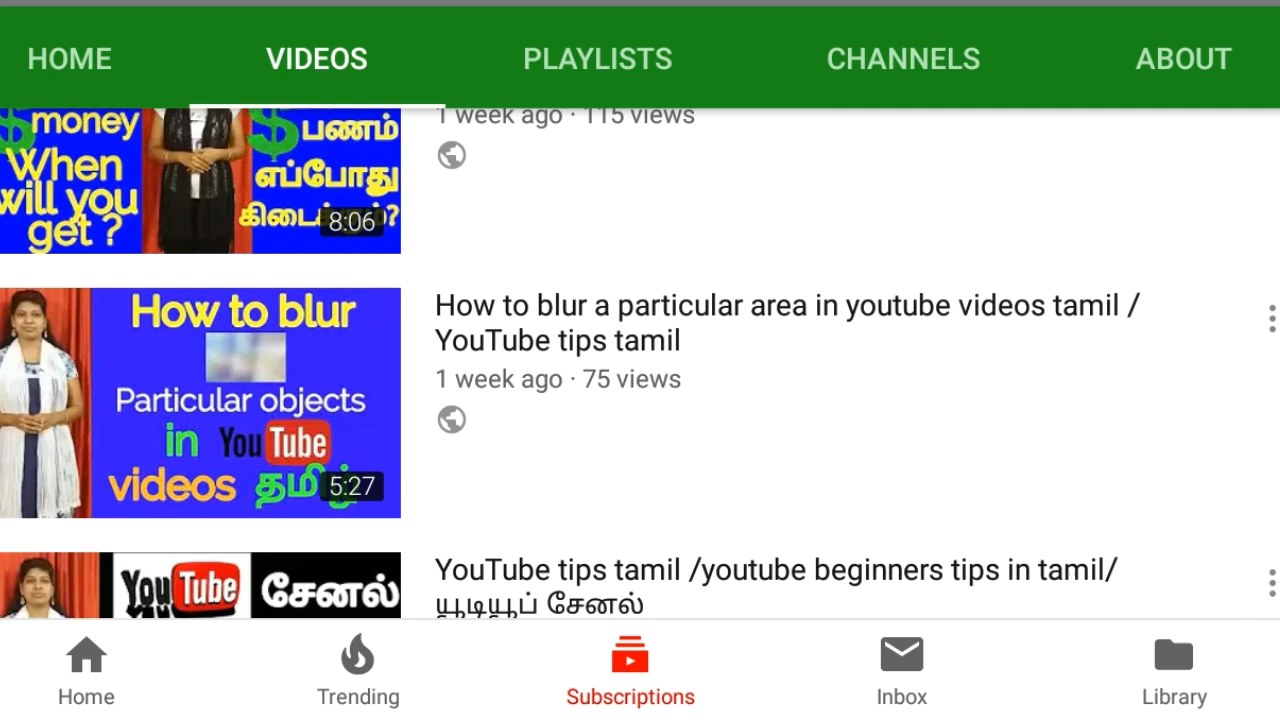 HOME VIDEOS PLAYLISTS CHANNELS ABOUT
money
When
will you
get ?
பணம்
எப்போது
8:06
1 week ago · 115 views
How to blur
Particular objects
in YouTube
videos தமிழ்
5:27
How to blur a particular area in youtube videos tamil /
YouTube tips tamil
1 week ago · 75 views
YouTube சேனல்
YouTube tips tamil /youtube beginners tips in tamil/
யூடியூப் சேனல்
Home Trending Subscriptions Inbox Library